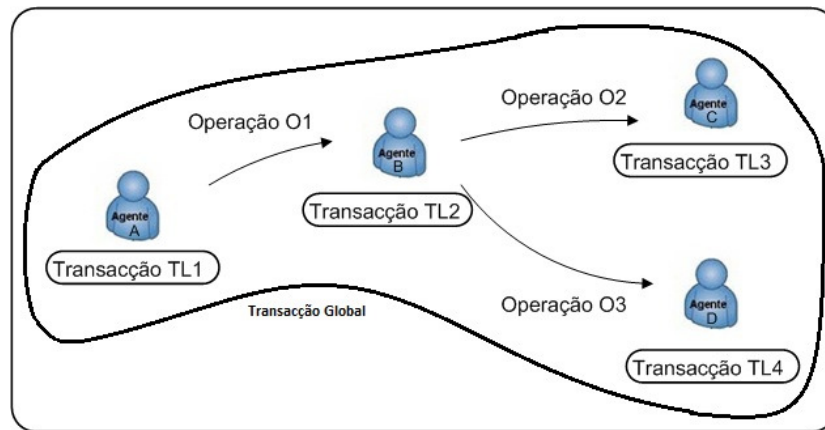 Operação O1
Agente
A
Transacção TL1
Agente
B
Transacção TL2
Operação O2
Agente
C
Transacção TL3
Operação O3
Agente
D
Transacção TL4
Transacção Global